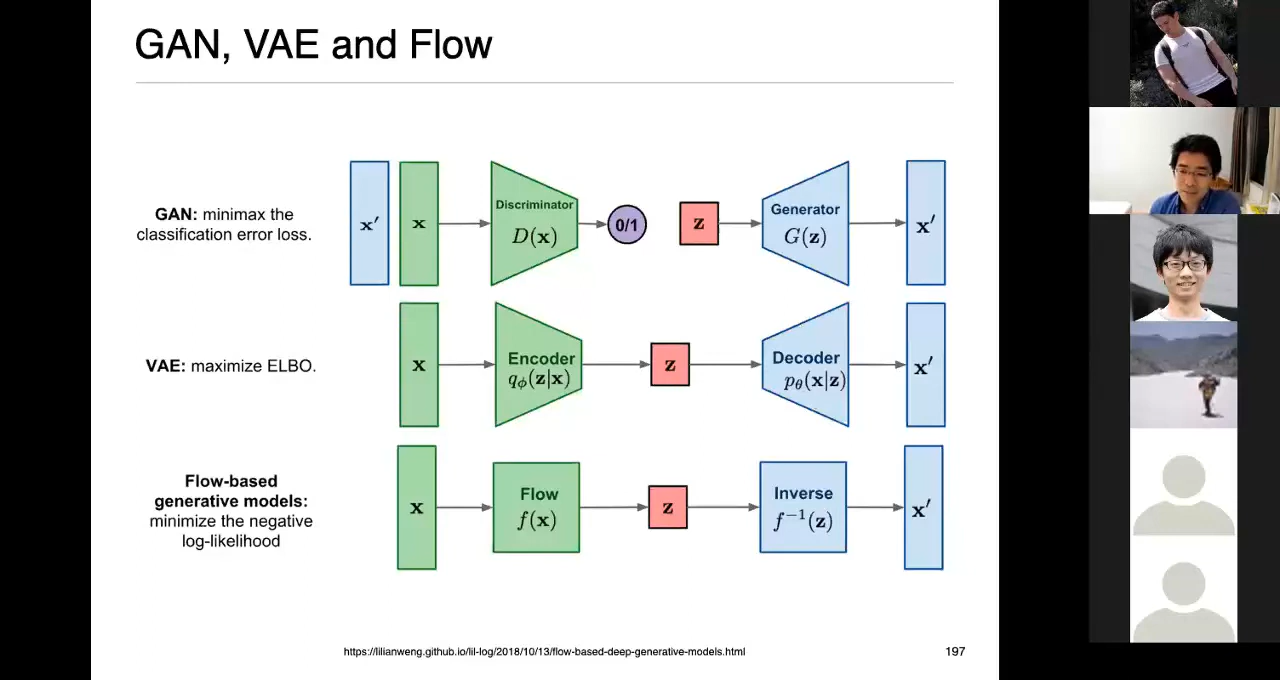 GAN, VAE and Flow
GAN: minimax the
classification error loss.
x′
x
Discriminator
D(x)
0/1
z
Generator
G(z)
x′
VAE: maximize ELBO.
x
Encoder
qϕ(z|x)
z
Decoder
pθ(x|z)
x′
Flow-based
generative models:
minimize the negative
log-likelihood
x
Flow
f(x)
z
Inverse
f⁻¹(z)
x′
https://lilianweng.github.io/lil-log/2018/10/13/flow-based-deep-generative-models.html
197